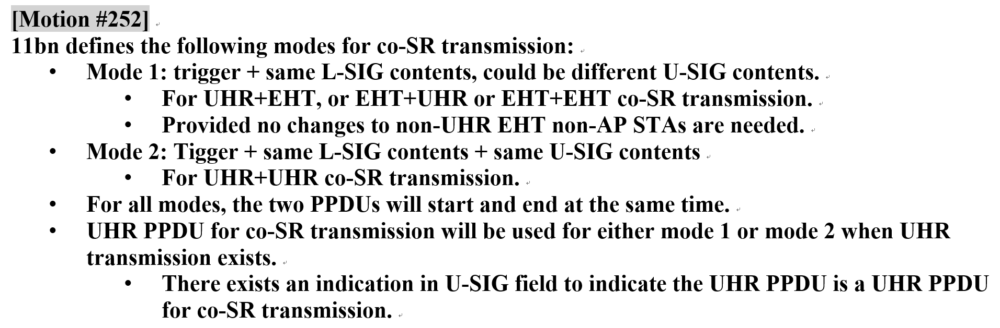 [Motion #252]
11bn defines the following modes for co-SR transmission:
• Mode 1: trigger + same L-SIG contents, could be different U-SIG contents.
• For UHR+EHT, or EHT+UHR or EHT+EHT co-SR transmission.
• Provided no changes to non-UHR EHT non-AP STAs are needed.
• Mode 2: Tigger + same L-SIG contents + same U-SIG contents
• For UHR+UHR co-SR transmission.
• For all modes, the two PPDUs will start and end at the same time.
• UHR PPDU for co-SR transmission will be used for either mode 1 or mode 2 when UHR
transmission exists.
• There exists an indication in U-SIG field to indicate the UHR PPDU is a UHR PPDU
for co-SR transmission.